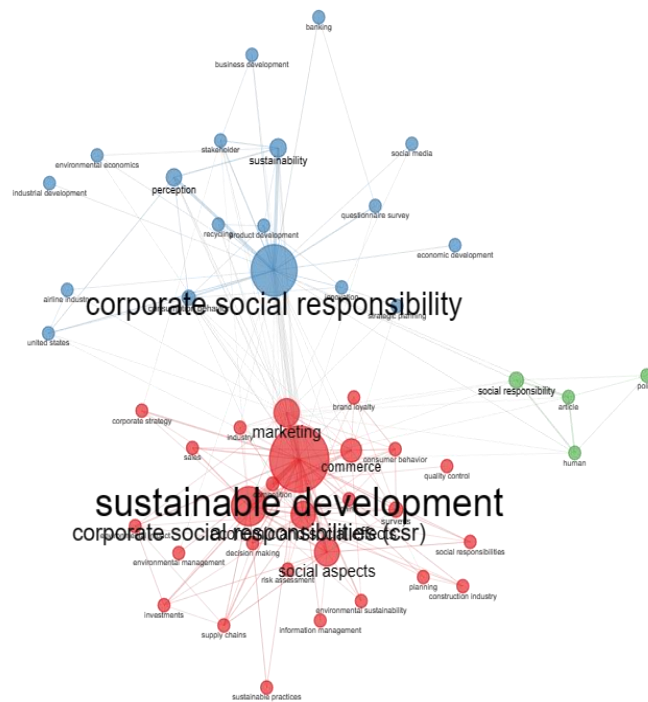 banking
business development
stakeholder
sustainability
social media
environmental economics
perception
industrial development
questionnaire survey
recycling
product development
economic development
airline industry
corporate social responsibility
innovation
strategic planning
united states
social responsibility
article
human
corporate strategy
brand loyalty
industry
marketing
sales
commerce
consumer behavior
quality control
sustainable development
surveys
corporate social responsibilities (csr)
decision making
social responsibilities
environmental management
social aspects
risk assessment
planning
construction industry
investments
environmental sustainability
supply chains
information management
sustainable practices